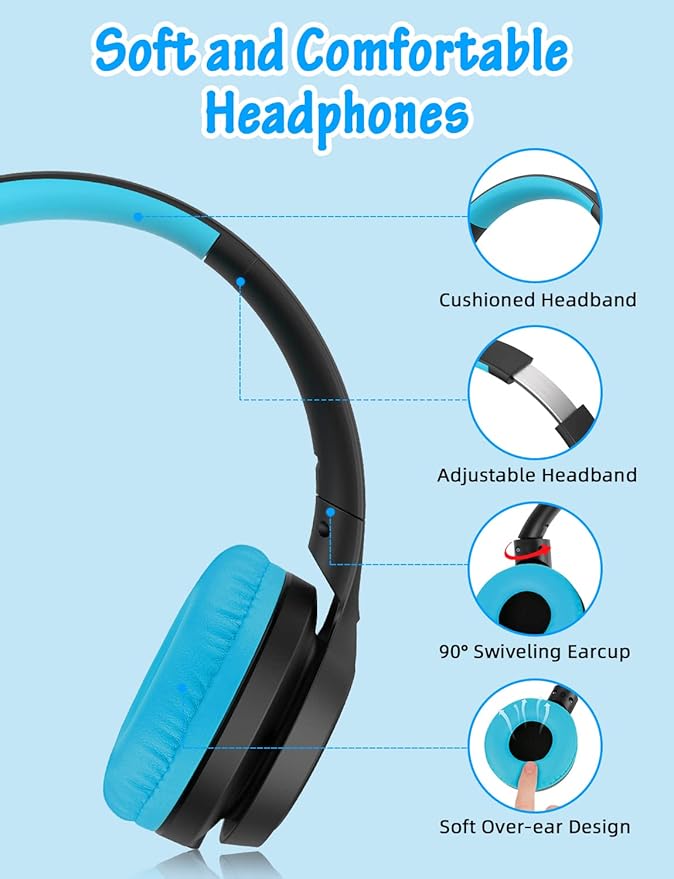 Soft and Comfortable
Headphones
Cushioned Headband
Adjustable Headband
90° Swiveling Earcup
Soft Over-ear Design